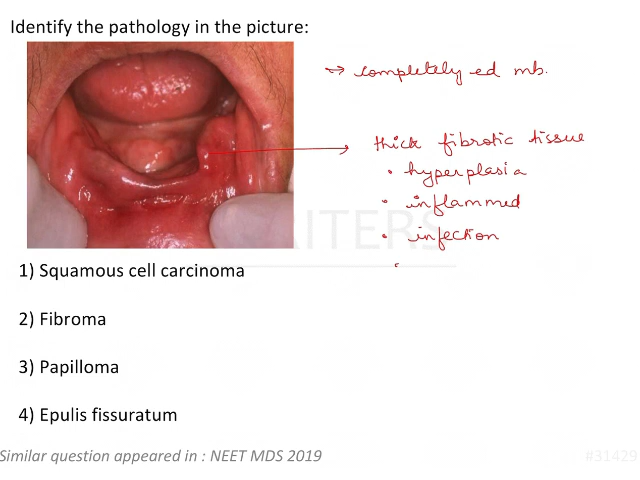 Identify the pathology in the picture:
→ completely ed mb.
thick fibrotic tissue
• hyperplasia
• inflammed
• infection
1) Squamous cell carcinoma
2) Fibroma
3) Papilloma
4) Epulis fissuratum
Similar question appeared in : NEET MDS 2019
#31429